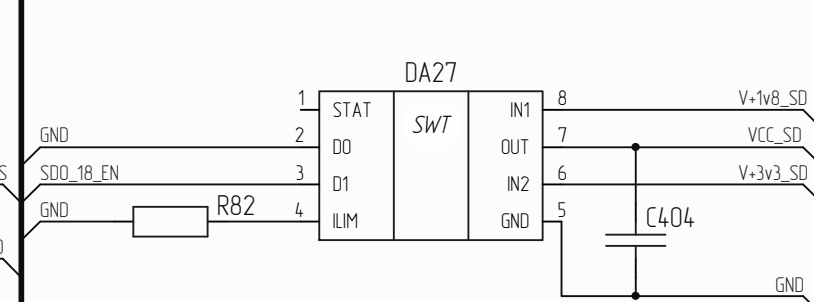 DA27
1 STAT IN1 8 V+1v8_SD
SWT
GND 2 D0 OUT 7 VCC_SD
S SD0_18_EN 3 D1 IN2 6 V+3v3_SD
GND R82 4 ILIM GND 5 C404
GND